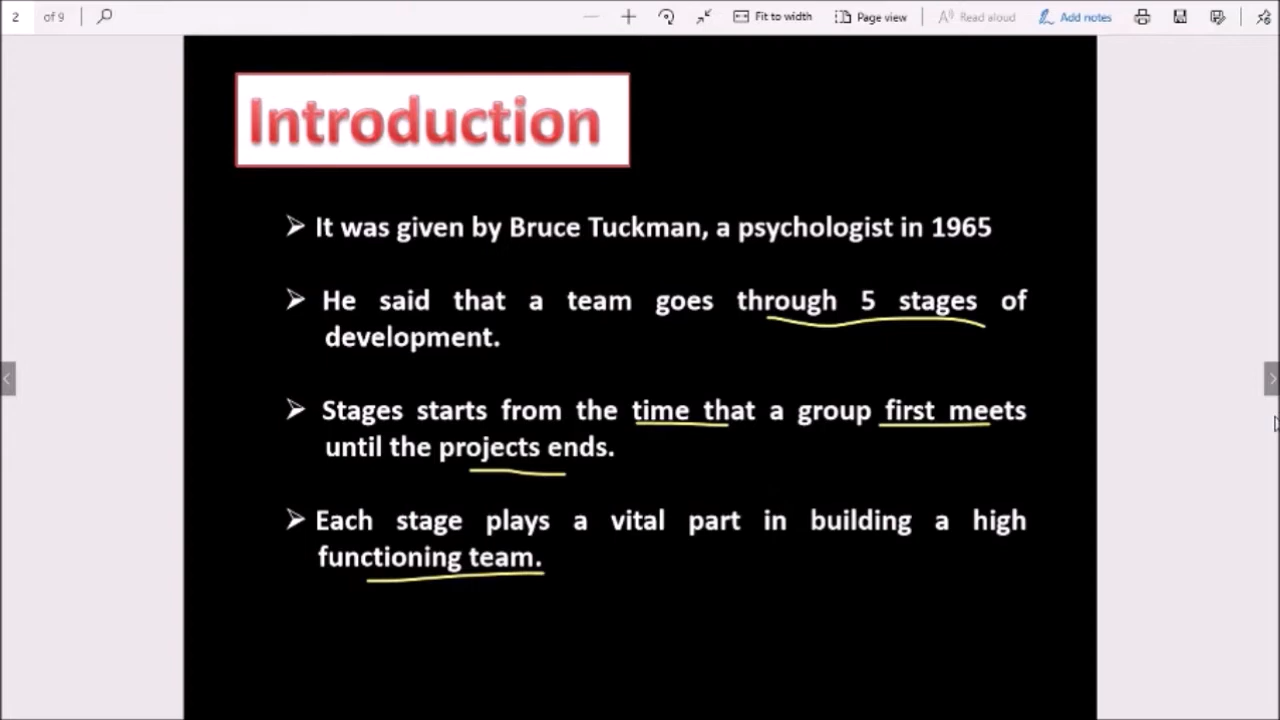 2 of 9 Fit to width Page view Read aloud Add notes
Introduction
It was given by Bruce Tuckman, a psychologist in 1965
He said that a team goes through 5 stages of
development.
Stages starts from the time that a group first meets
until the projects ends.
Each stage plays a vital part in building a high
functioning team.